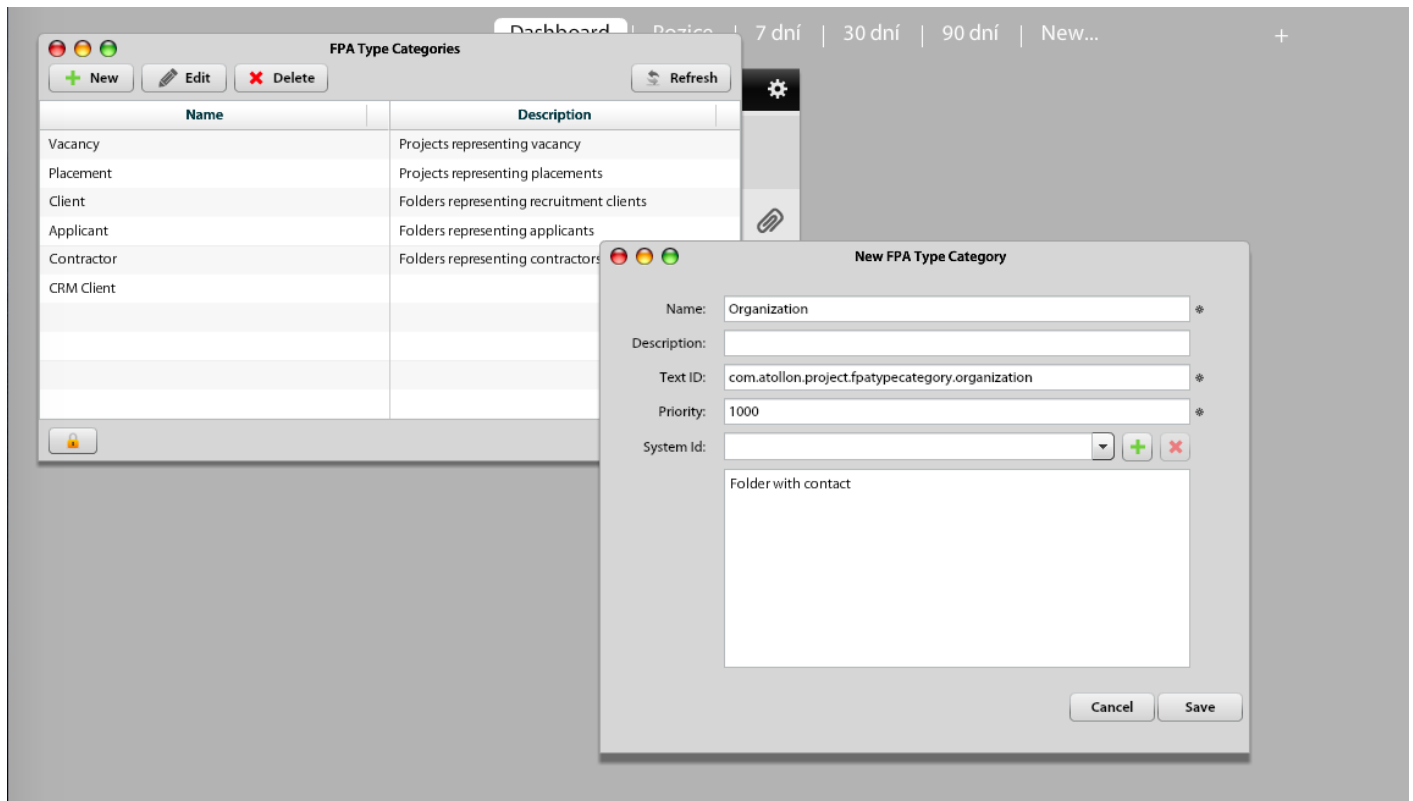 Dashboard | Pozice | 7 dní | 30 dní | 90 dní | New... +
FPA Type Categories
New Edit Delete Refresh
Name Description
Vacancy Projects representing vacancy
Placement Projects representing placements
Client Folders representing recruitment clients
Applicant Folders representing applicants
Contractor Folders representing contractors
CRM Client
New FPA Type Category
Name: Organization *
Description:
Text ID: com.atollon.project.fpatypecategory.organization *
Priority: 1000 *
System Id:
Folder with contact
Cancel Save